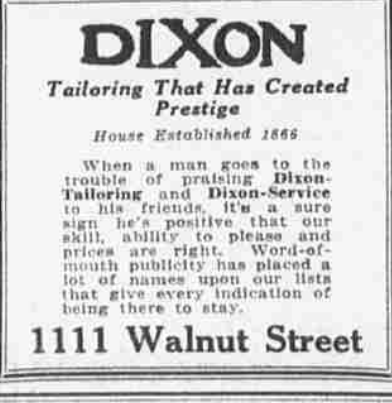 DIXON
Tailoring That Has Created
Prestige
House Established 1866
When a man goes to the
trouble of praising Dixon-
Tailoring and Dixon-Service
to his friends, it's a sure
sign he's positive that our
skill, ability to please and
prices are right. Word-of-
mouth publicity has placed a
lot of names upon our lists
that give every indication of
being there to stay.
1111 Walnut Street